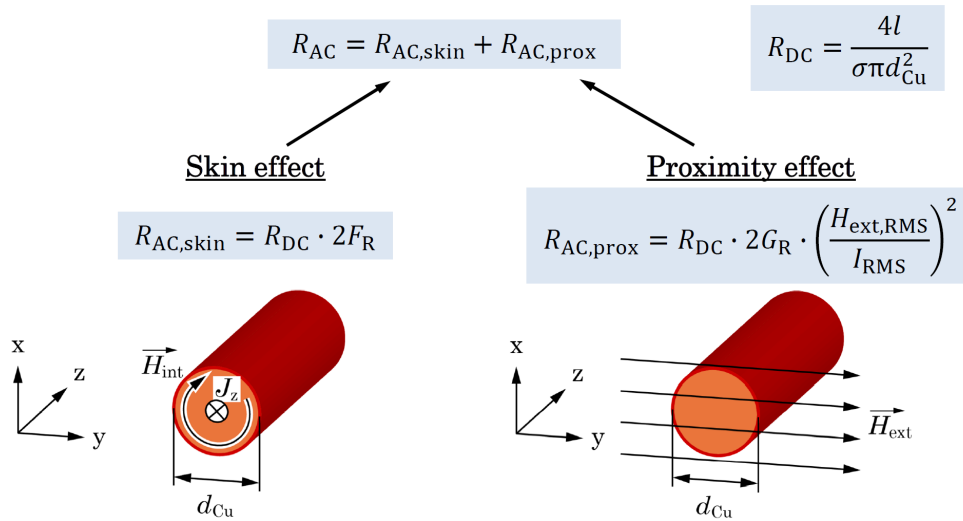 R_AC = R_AC,skin + R_AC,prox
R_DC = 4l / (σπd_Cu^2)
Skin effect
Proximity effect
R_AC,skin = R_DC · 2F_R
R_AC,prox = R_DC · 2G_R · (H_ext,RMS / I_RMS)^2
x
z
y
H_int
J_z
d_Cu
x
z
y
H_ext
d_Cu